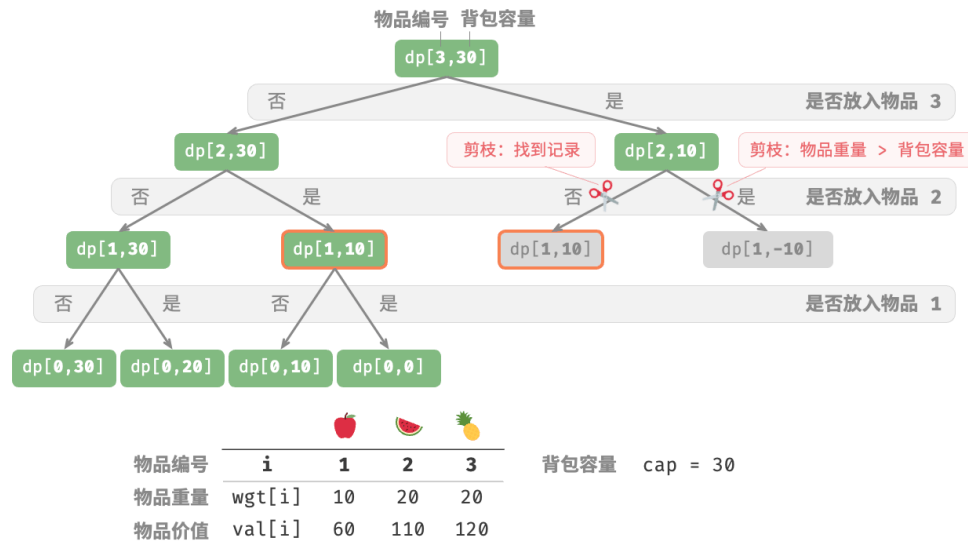 物品编号 背包容量
dp[3,30]
否 是 是否放入物品 3
dp[2,30] 剪枝：找到记录 dp[2,10] 剪枝：物品重量 > 背包容量
否 是 否 是 是否放入物品 2
dp[1,30] dp[1,10] dp[1,10] dp[1,-10]
否 是 否 是 是否放入物品 1
dp[0,30] dp[0,20] dp[0,10] dp[0,0]
物品编号 i 1 2 3 背包容量 cap = 30
物品重量 wgt[i] 10 20 20
物品价值 val[i] 60 110 120